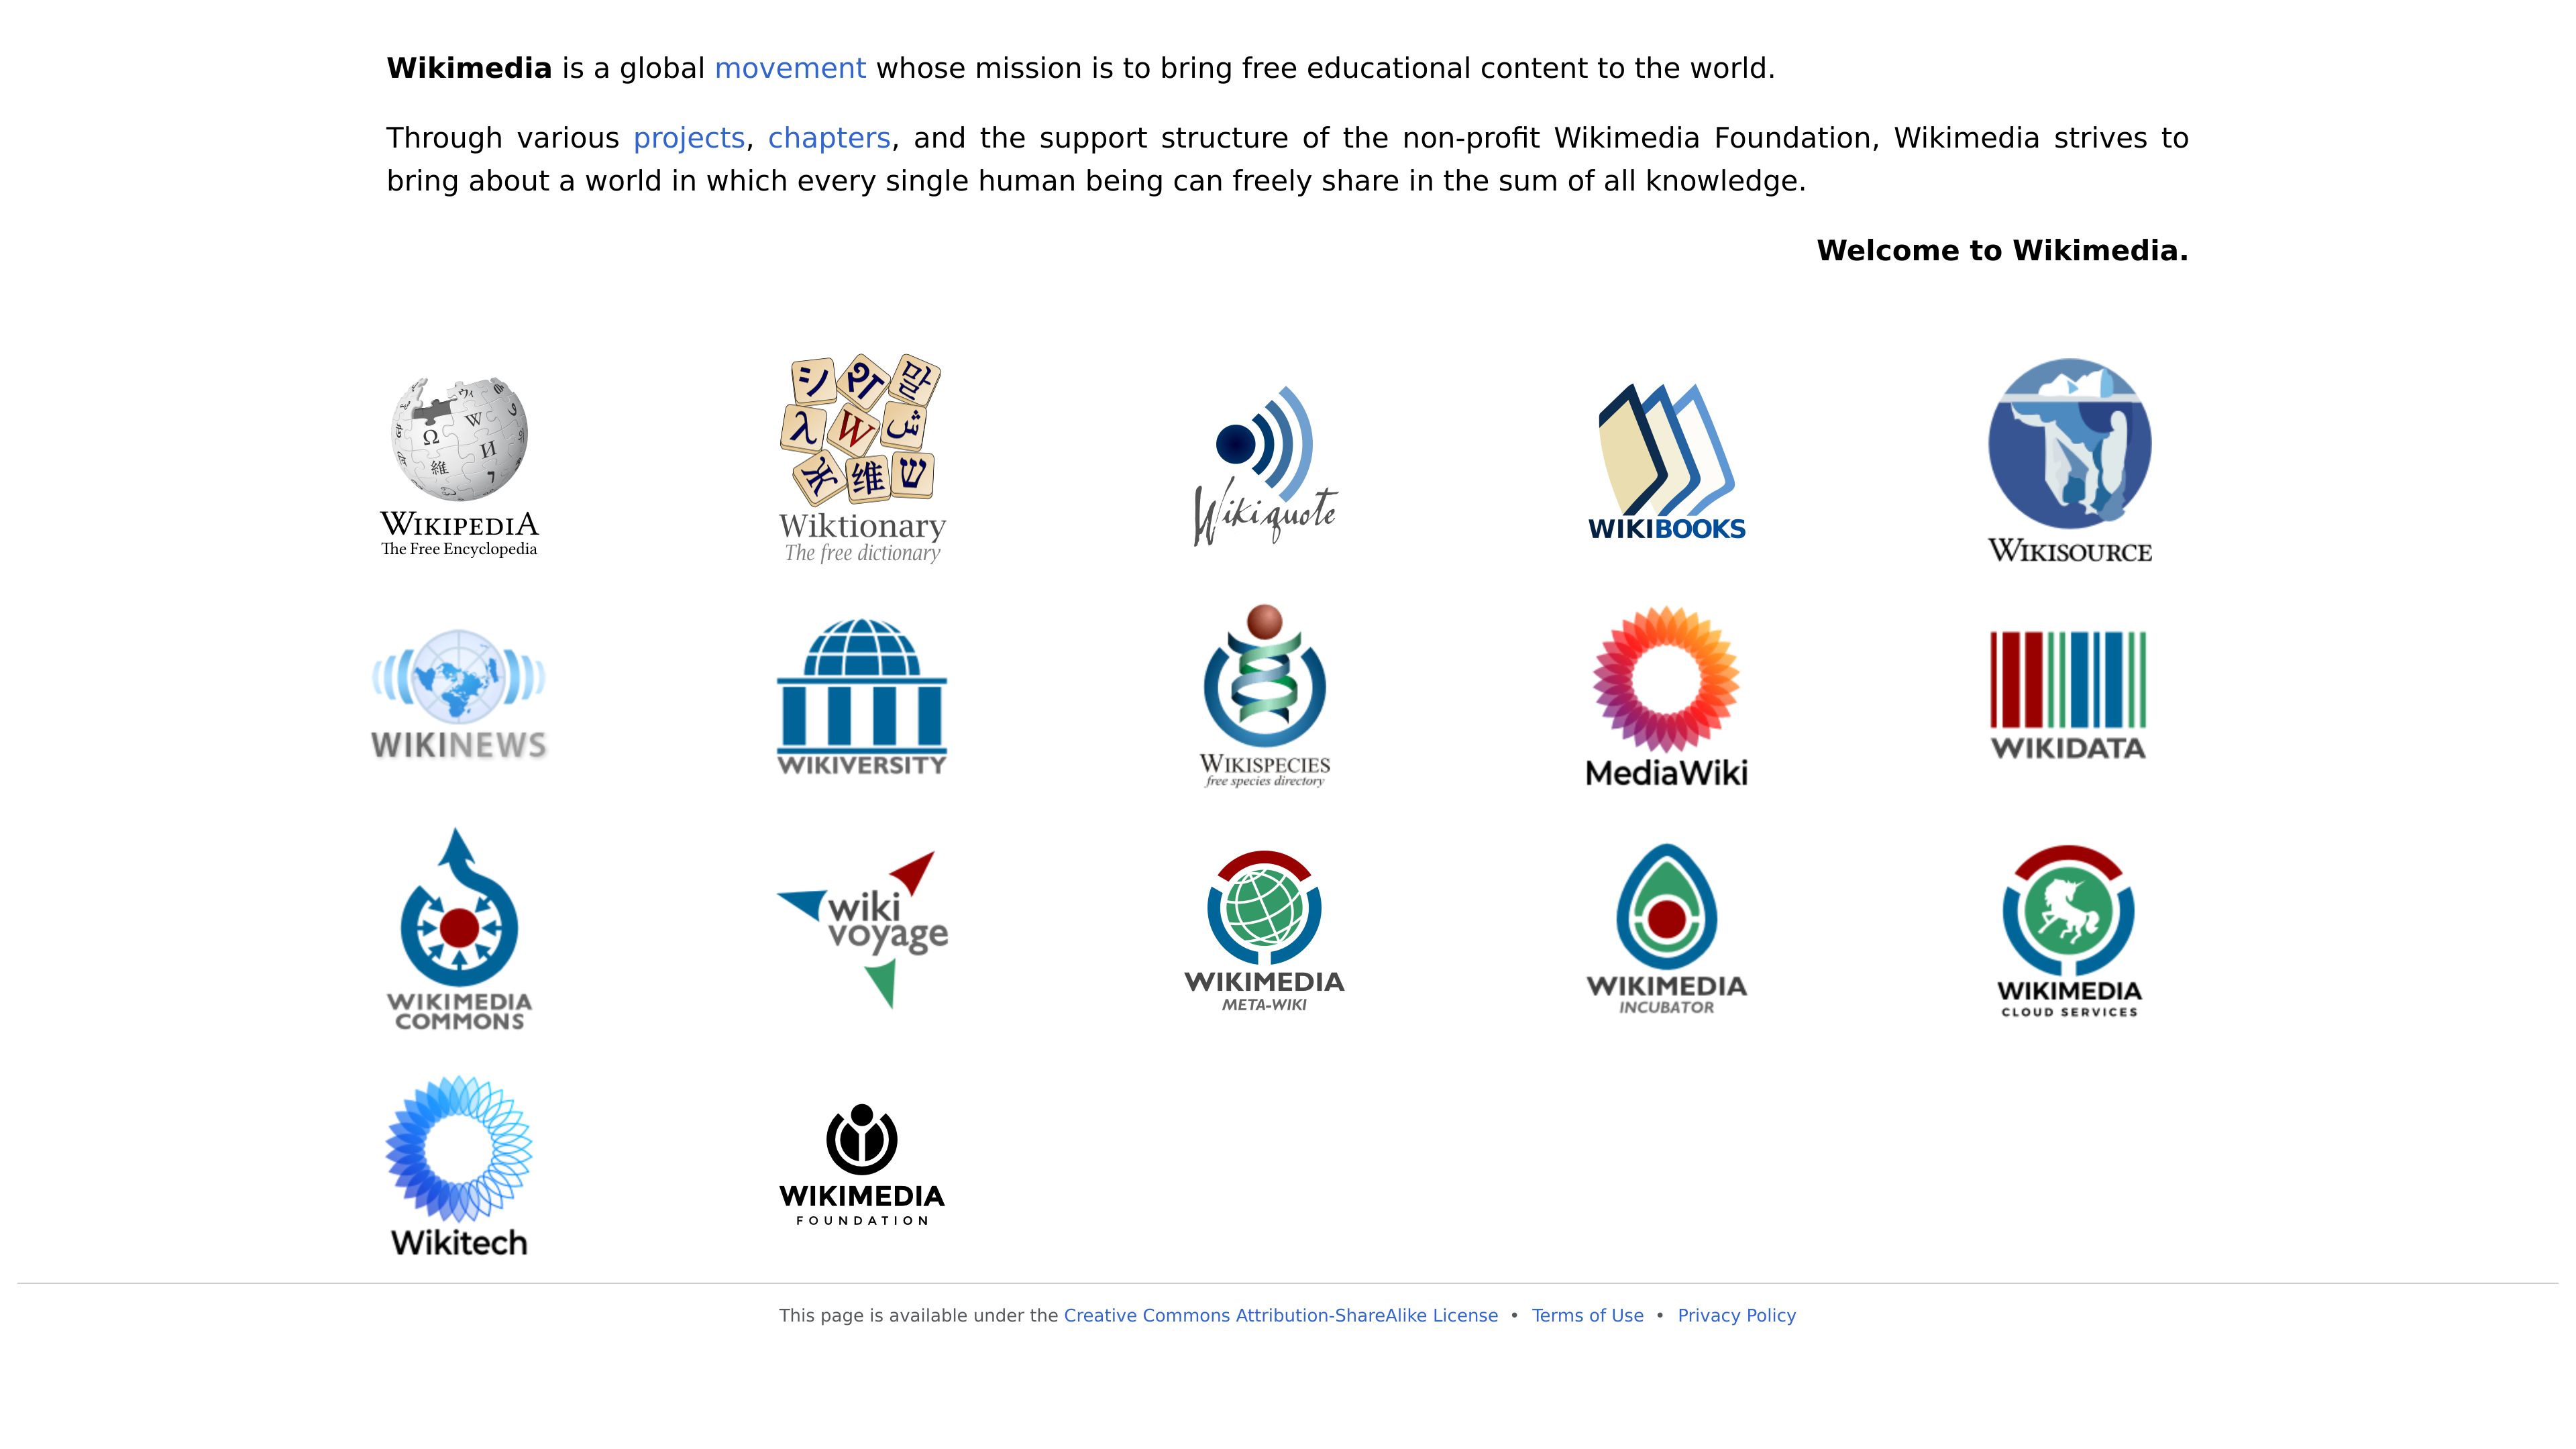 Wikimedia is a global movement whose mission is to bring free educational content to the world.
Through various projects, chapters, and the support structure of the non-profit Wikimedia Foundation, Wikimedia strives to
bring about a world in which every single human being can freely share in the sum of all knowledge.
Welcome to Wikimedia.
Ω W И 維
WIKIPEDIA
The Free Encyclopedia
シ 말
λ W ش
维 ש
Wiktionary
The free dictionary
Wikiquote
WIKIBOOKS
WIKISOURCE
WIKINEWS
WIKIVERSITY
WIKISPECIES
free species directory
MediaWiki
WIKIDATA
WIKIMEDIA
COMMONS
wiki
voyage
WIKIMEDIA
META-WIKI
WIKIMEDIA
INCUBATOR
WIKIMEDIA
CLOUD SERVICES
Wikitech
WIKIMEDIA
FOUNDATION
This page is available under the Creative Commons Attribution-ShareAlike License • Terms of Use • Privacy Policy